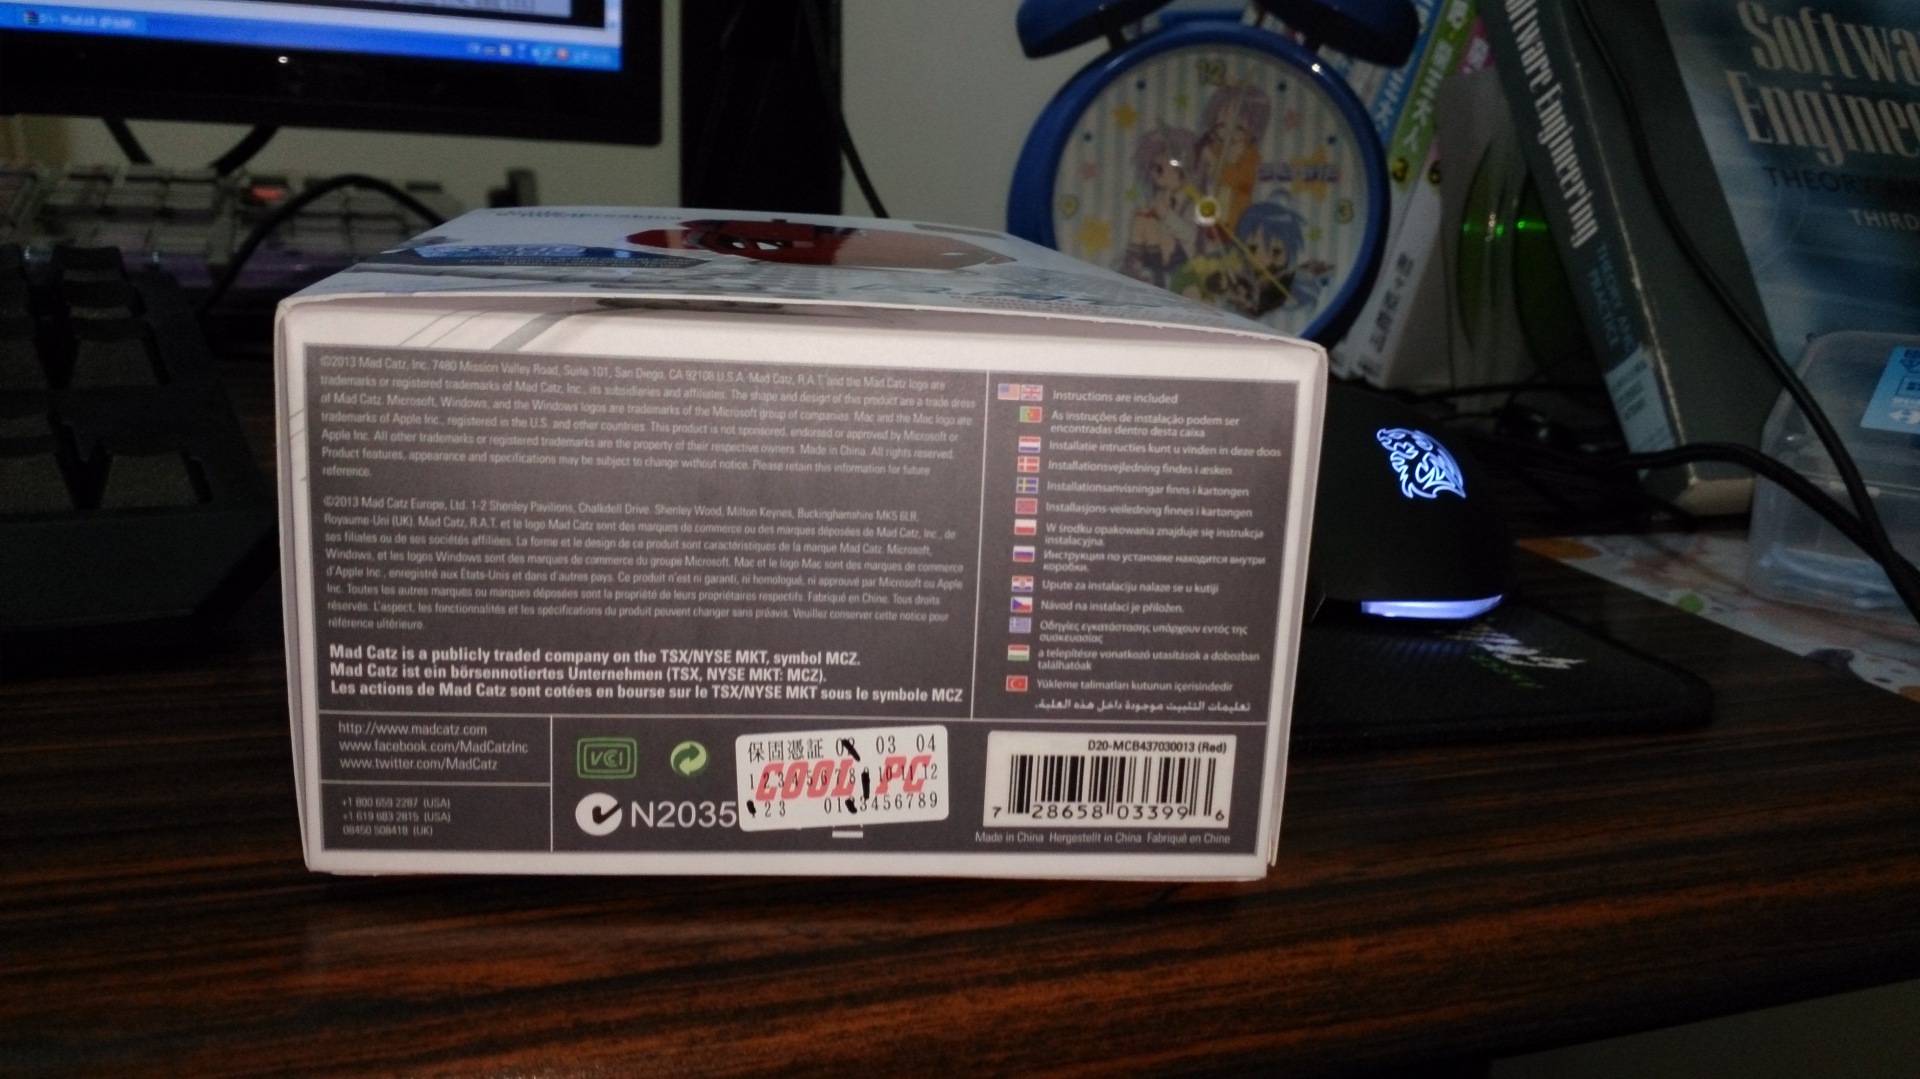 ©2013 Mad Catz, Inc. 7480 Mission Valley Road, Suite 101, San Diego, CA 92108 U.S.A. Mad Catz, R.A.T. and the Mad Catz logo are
trademarks or registered trademarks of Mad Catz, Inc., its subsidiaries and affiliates. The shape and design of this product are a trade dress
of Mad Catz. Microsoft, Windows, and the Windows logos are trademarks of the Microsoft group of companies. Mac and the Mac logo are
trademarks of Apple Inc., registered in the U.S. and other countries. This product is not sponsored, endorsed or approved by Microsoft or
Apple Inc. All other trademarks or registered trademarks are the property of their respective owners. Made in China. All rights reserved.
Product features, appearance and specifications may be subject to change without notice. Please retain this information for future
reference.
©2013 Mad Catz Europe, Ltd. 1-2 Shenley Pavilions, Chalkdell Drive, Shenley Wood, Milton Keynes, Buckinghamshire MK5 6LR,
Royaume-Uni (UK). Mad Catz, R.A.T. et le logo Mad Catz sont des marques de commerce ou des marques déposées de Mad Catz, Inc., de
ses filiales ou de ses sociétés affiliées. La forme et le design de ce produit sont caractéristiques de la marque Mad Catz. Microsoft,
Windows, et les logos Windows sont des marques de commerce du groupe Microsoft. Mac et le logo Mac sont des marques de commerce
d'Apple Inc., enregistré aux États-Unis et dans d'autres pays. Ce produit n'est ni garanti, ni homologué, ni approuvé par Microsoft ou Apple
Inc. Toutes les autres marques ou marques déposées sont la propriété de leurs propriétaires respectifs. Fabriqué en Chine. Tous droits
réservés. L'aspect, les fonctionnalités et les spécifications du produit peuvent changer sans préavis. Veuillez conserver cette notice pour
référence ultérieure.
Mad Catz is a publicly traded company on the TSX/NYSE MKT, symbol MCZ.
Mad Catz ist ein börsennotiertes Unternehmen (TSX, NYSE MKT: MCZ).
Les actions de Mad Catz sont cotées en bourse sur le TSX/NYSE MKT sous le symbole MCZ
Instructions are included
As instruções de instalação podem ser
encontradas dentro desta caixa
Installatie intructies kunt u vinden in deze doos
Installationsvejledning findes i æsken
Installationsanvisningar finns i kartongen
Installasjons-veiledning finnes i kartongen
W środku opakowania znajduje się instrukcja
instalacyjna.
Инструкция по установке находится внутри
коробки.
Upute za instalaciju nalaze se u kutiji
Návod na instalaci je přiložen.
Οδηγίες εγκατάστασης υπάρχουν εντός της
συσκευασίας
a telepítésre vonatkozó utasítások a dobozban
találhatóak
Yükleme talimatları kutunun içerisindedir
تعليمات التثبيت موجودة داخل هذه العلبة.
http://www.madcatz.com
www.facebook.com/MadCatzInc
www.twitter.com/MadCatz
+1 800 659 2287 (USA)
+1 619 683 2815 (USA)
08450 508418 (UK)
VCCI
N2035
保固憑証 03 04
COOL PC
D20-MCB437030013 (Red)
7 28658 03399 6
Made in China Hergestellt in China Fabriqué en Chine
12
3
9
Software Engineering
THEORY AND
PRACTICE
Softwa
Enginee
THEORY
THIRD